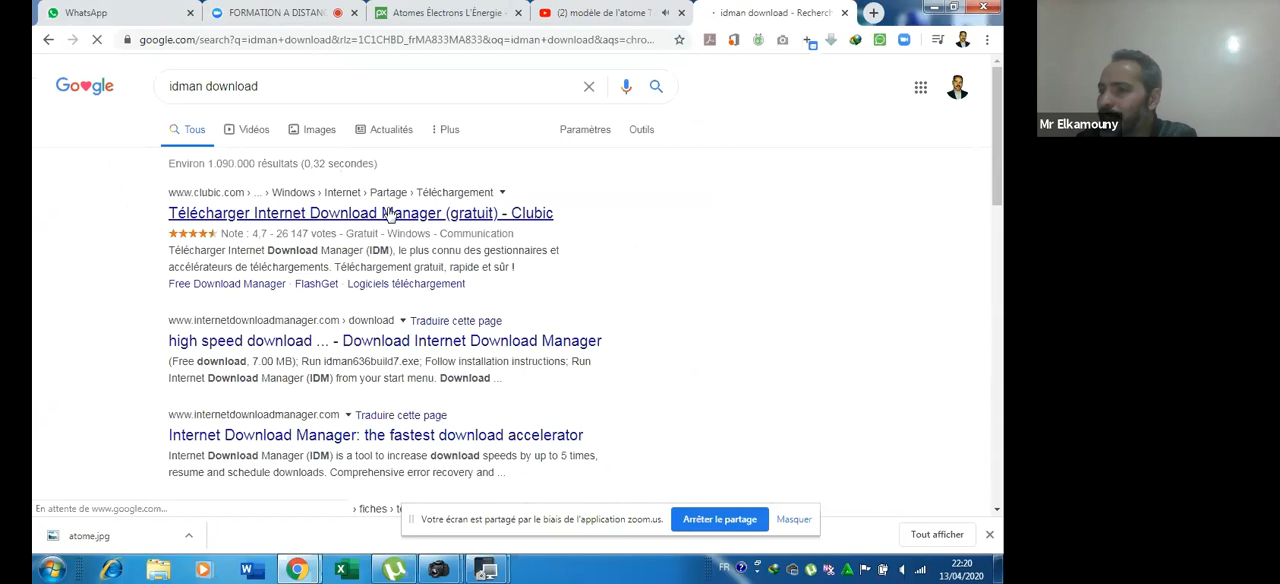 WhatsApp
FORMATION A DISTAN
Atomes Électrons L'Énergie -
(2) modèle de l'atome T
idman download - Recherch
google.com/search?q=idman+download&rlz=1C1CHBD_frMA833MA833&oq=idman+download&aqs=chro...
Google
idman download
Tous
Vidéos
Images
Actualités
Plus
Paramètres
Outils
Environ 1.090.000 résultats (0,32 secondes)
www.clubic.com › ... › Windows › Internet › Partage › Téléchargement
Télécharger Internet Download Manager (gratuit) - Clubic
Note : 4,7 - 26 147 votes - Gratuit - Windows - Communication
Télécharger Internet Download Manager (IDM), le plus connu des gestionnaires et
accélérateurs de téléchargements. Téléchargement gratuit, rapide et sûr !
Free Download Manager · FlashGet · Logiciels téléchargement
www.internetdownloadmanager.com › download
Traduire cette page
high speed download ... - Download Internet Download Manager
(Free download, 7.00 MB); Run idman636build7.exe; Follow installation instructions; Run
Internet Download Manager (IDM) from your start menu. Download ...
www.internetdownloadmanager.com
Traduire cette page
Internet Download Manager: the fastest download accelerator
Internet Download Manager (IDM) is a tool to increase download speeds by up to 5 times,
resume and schedule downloads. Comprehensive error recovery and ...
En attente de www.google.com...
› fiches ›
Votre écran est partagé par le biais de l'application zoom.us.
Arrêter le partage
Masquer
atome.jpg
Tout afficher
FR
22:20
13/04/2020
Mr Elkamouny